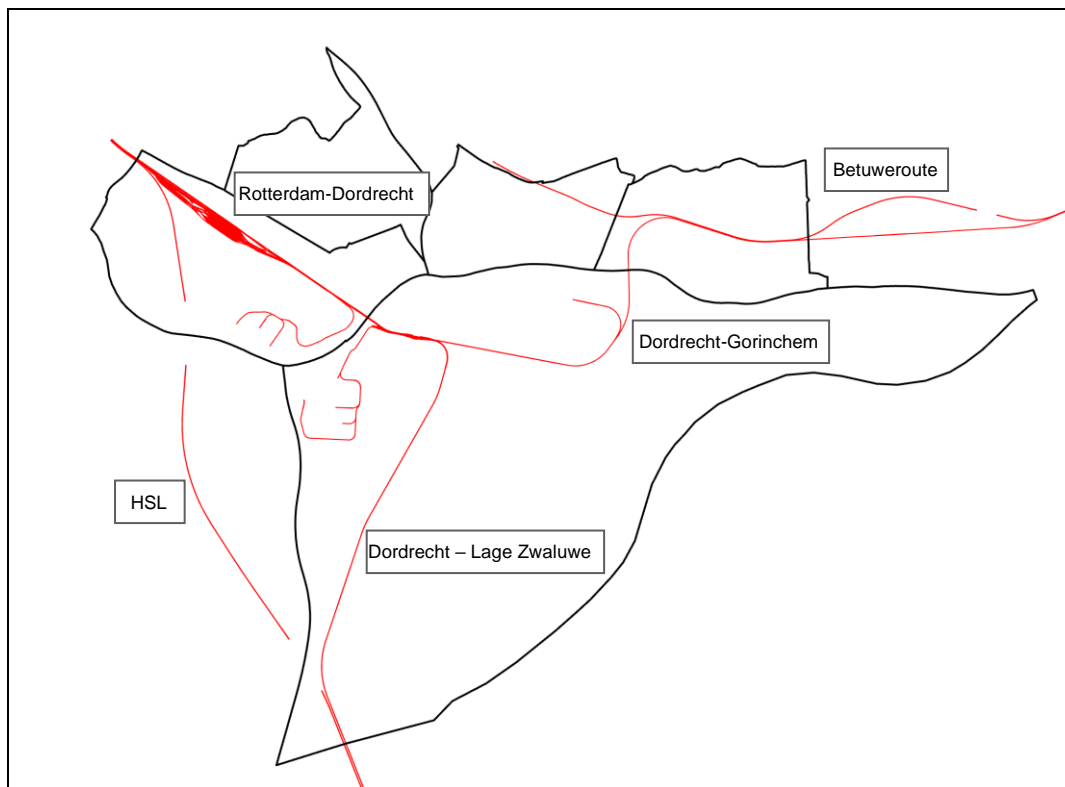 Betuweroute
Rotterdam-Dordrecht
Dordrecht-Gorinchem
HSL
Dordrecht – Lage Zwaluwe